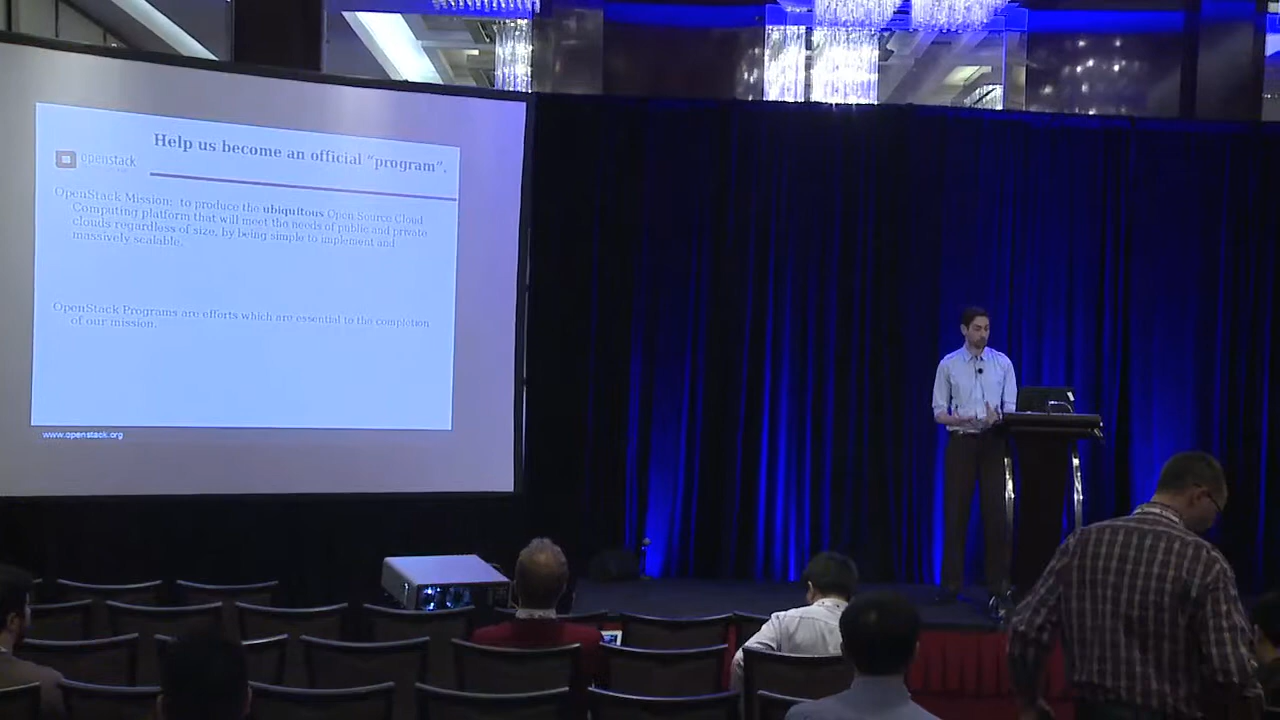 Help us become an official “program”.
openstack
OpenStack Mission: to produce the ubiquitous Open Source Cloud
Computing platform that will meet the needs of public and private
clouds regardless of size, by being simple to implement and
massively scalable.
OpenStack Programs are efforts which are essential to the completion
of our mission.
www.openstack.org